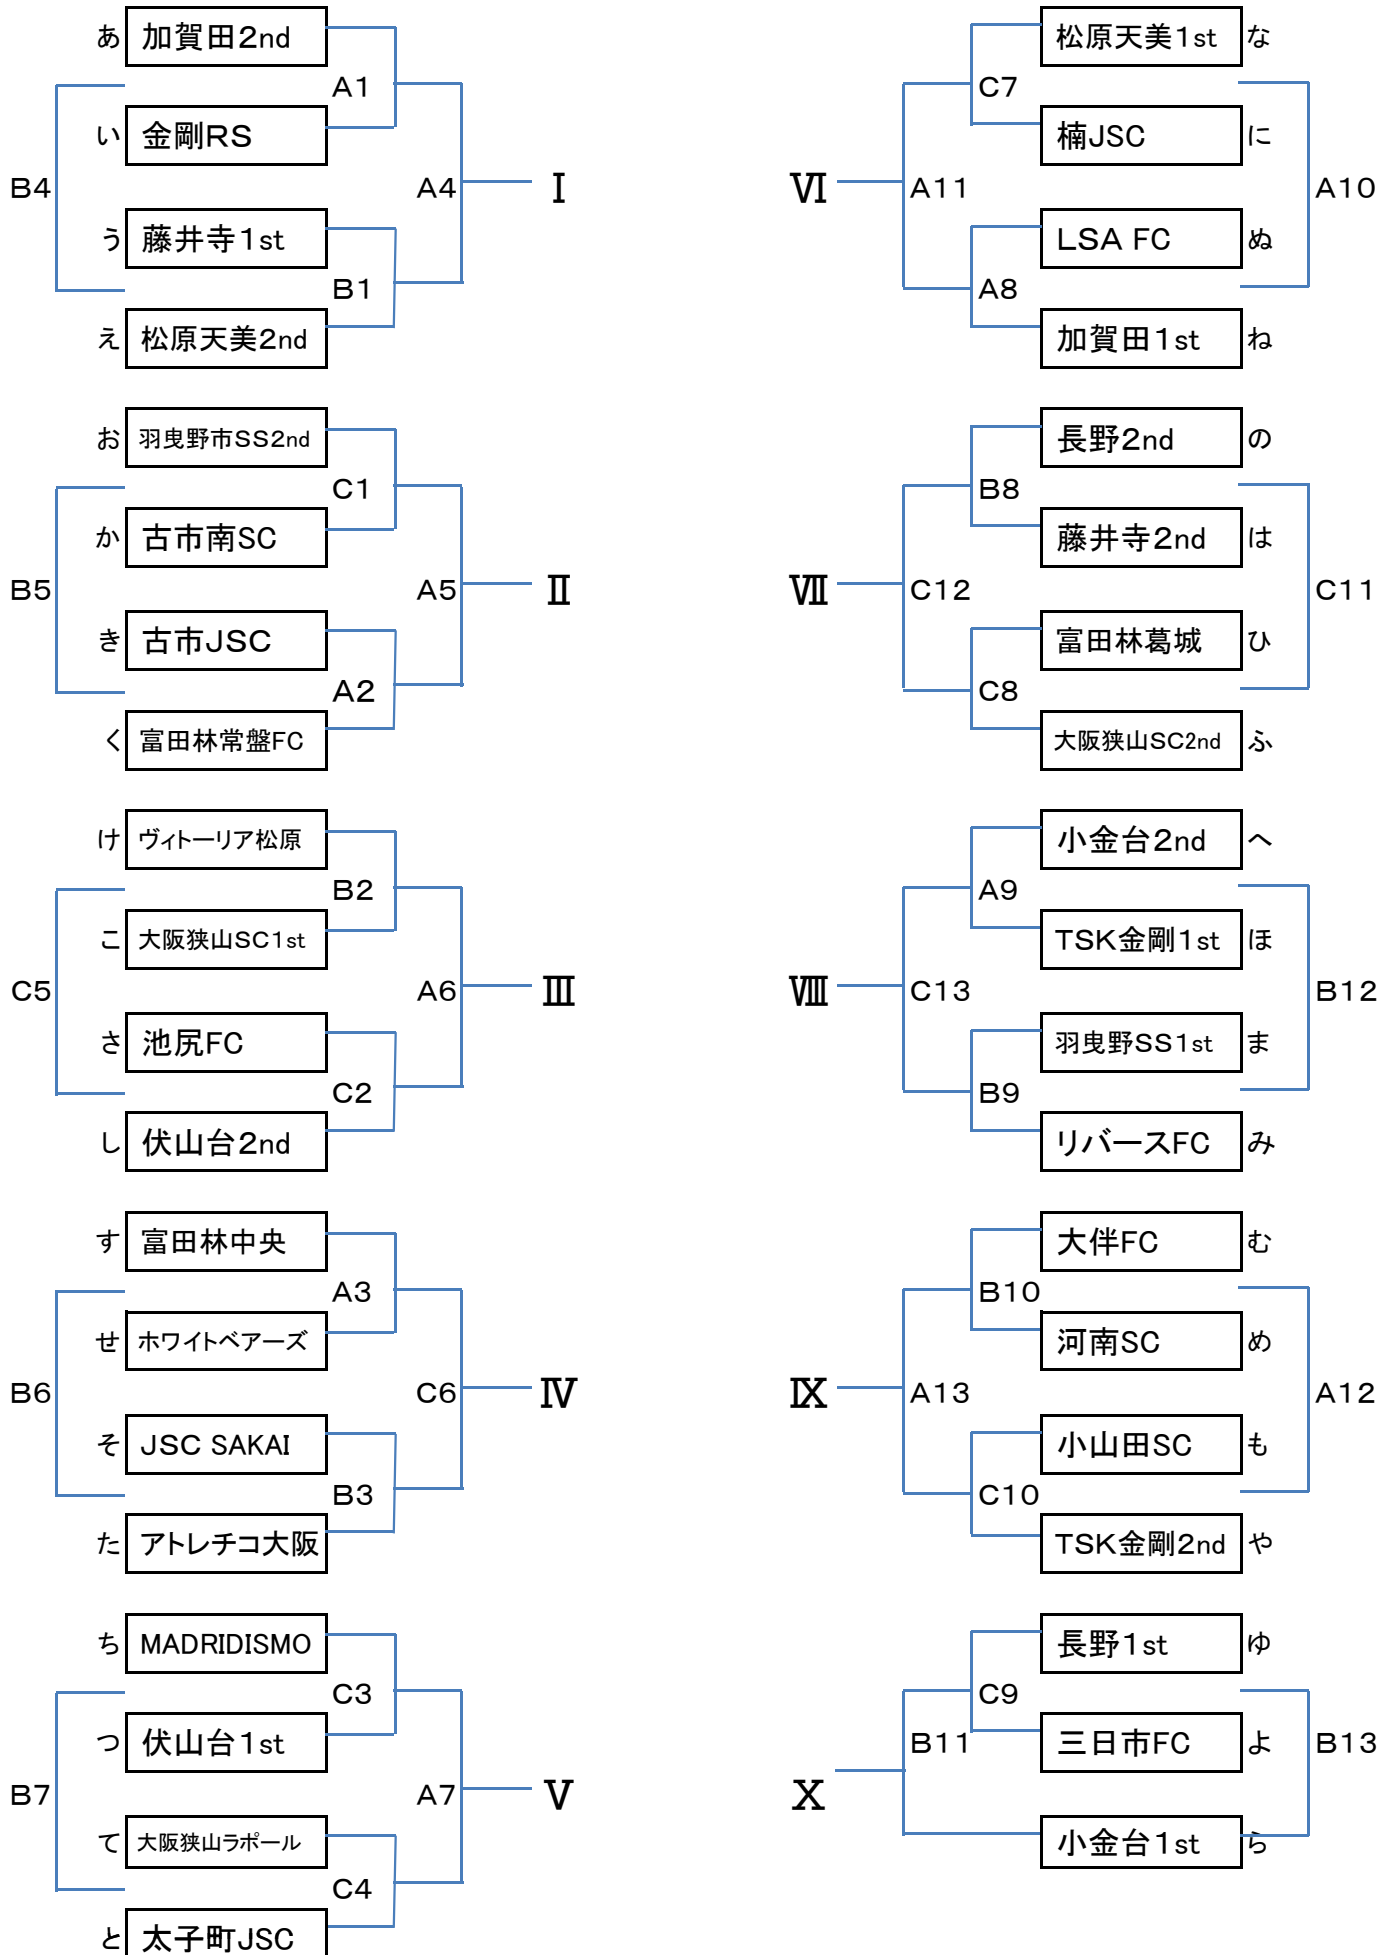 あ 加賀田2nd
A1
い 金剛RS
B4
A4
Ⅰ
う 藤井寺1st
B1
え 松原天美2nd
お 羽曳野市SS2nd
C1
か 古市南SC
B5
A5
Ⅱ
き 古市JSC
A2
く 富田林常盤FC
け ヴィトーリア松原
B2
こ 大阪狭山SC1st
C5
A6
Ⅲ
さ 池尻FC
C2
し 伏山台2nd
す 富田林中央
A3
せ ホワイトベアーズ
B6
C6
Ⅳ
そ JSC SAKAI
B3
た アトレチコ大阪
ち MADRIDISMO
C3
つ 伏山台1st
B7
A7
Ⅴ
て 大阪狭山ラポール
C4
と 太子町JSC
松原天美1st な
C7
楠JSC に
Ⅵ
A11
A10
LSA FC ぬ
A8
加賀田1st ね
長野2nd の
B8
藤井寺2nd は
Ⅶ
C12
C11
富田林葛城 ひ
C8
大阪狭山SC2nd ふ
小金台2nd へ
A9
TSK金剛1st ほ
Ⅷ
C13
B12
羽曳野SS1st ま
B9
リバースFC み
大伴FC む
B10
河南SC め
Ⅸ
A13
A12
小山田SC も
C10
TSK金剛2nd や
長野1st ゆ
C9
三日市FC よ
B11
B13
Ⅹ
小金台1st ら